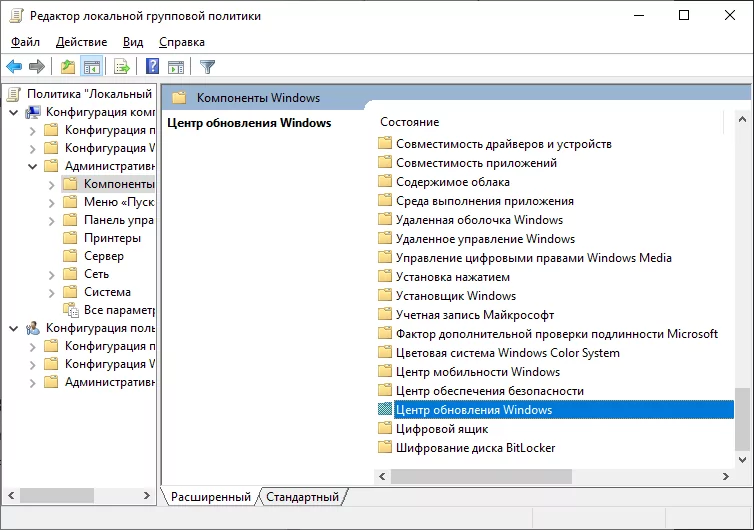 Редактор локальной групповой политики
Файл Действие Вид Справка
Политика "Локальный
Конфигурация комп
Конфигурация п
Конфигурация W
Административн
Компоненты
Меню «Пуск
Панель упра
Принтеры
Сервер
Сеть
Система
Все парамет
Конфигурация поль
Конфигурация п
Конфигурация W
Административн
Компоненты Windows
Центр обновления Windows
Состояние
Совместимость драйверов и устройств
Совместимость приложений
Содержимое облака
Среда выполнения приложения
Удаленная оболочка Windows
Удаленное управление Windows
Управление цифровыми правами Windows Media
Установка нажатием
Установщик Windows
Учетная запись Майкрософт
Фактор дополнительной проверки подлинности Microsoft
Цветовая система Windows Color System
Центр мобильности Windows
Центр обеспечения безопасности
Центр обновления Windows
Цифровой ящик
Шифрование диска BitLocker
Расширенный Стандартный